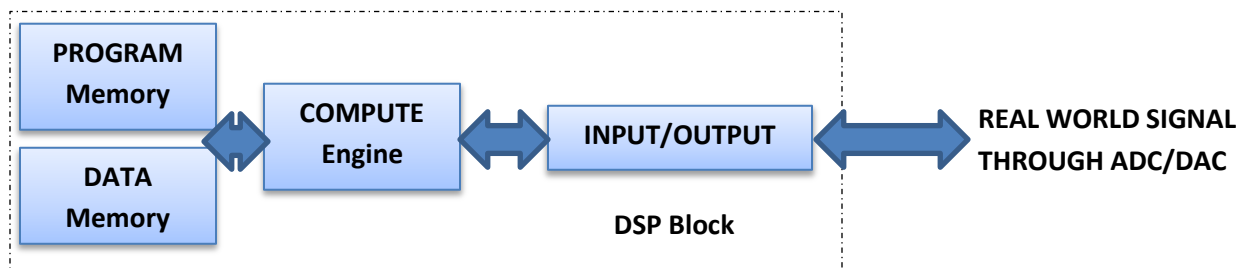 PROGRAM
Memory
DATA
Memory
COMPUTE
Engine
INPUT/OUTPUT
DSP Block
REAL WORLD SIGNAL
THROUGH ADC/DAC